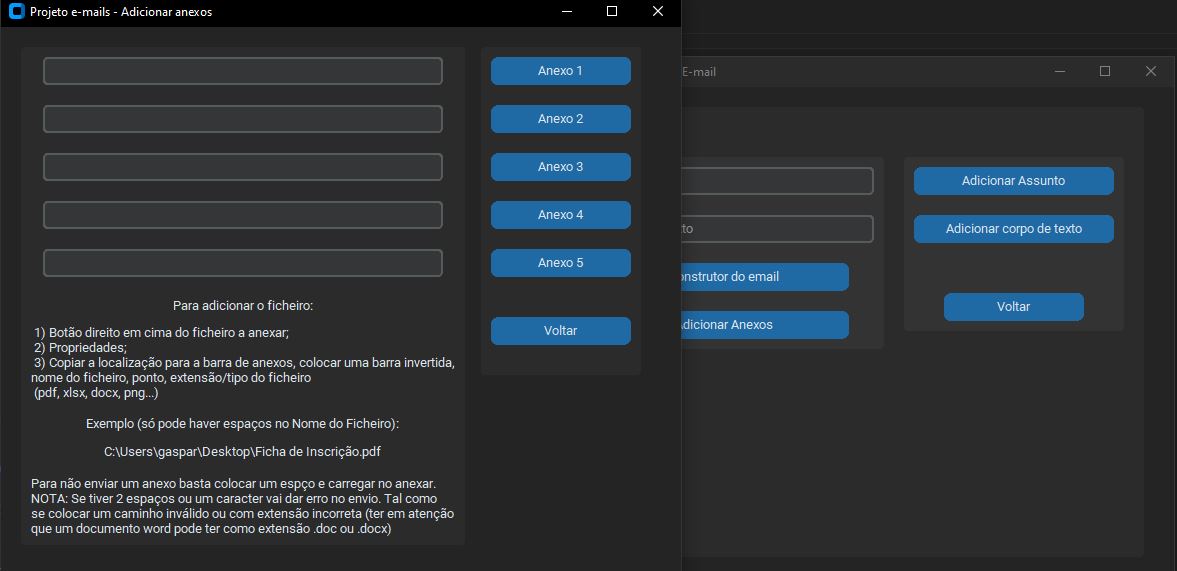 Projeto e-mails - Adicionar anexos
Anexo 1
Anexo 2
Anexo 3
Anexo 4
Anexo 5
Voltar
Para adicionar o ficheiro:
1) Botão direito em cima do ficheiro a anexar;
2) Propriedades;
3) Copiar a localização para a barra de anexos, colocar uma barra invertida,
nome do ficheiro, ponto, extensão/tipo do ficheiro
(pdf, xlsx, docx, png...)
Exemplo (só pode haver espaços no Nome do Ficheiro):
C:\Users\gaspar\Desktop\Ficha de Inscrição.pdf
Para não enviar um anexo basta colocar um espço e carregar no anexar.
NOTA: Se tiver 2 espaços ou um caracter vai dar erro no envio. Tal como
se colocar um caminho inválido ou com extensão incorreta (ter em atenção
que um documento word pode ter como extensão .doc ou .docx)
E-mail
to
onstrutor do email
dicionar Anexos
Adicionar Assunto
Adicionar corpo de texto
Voltar